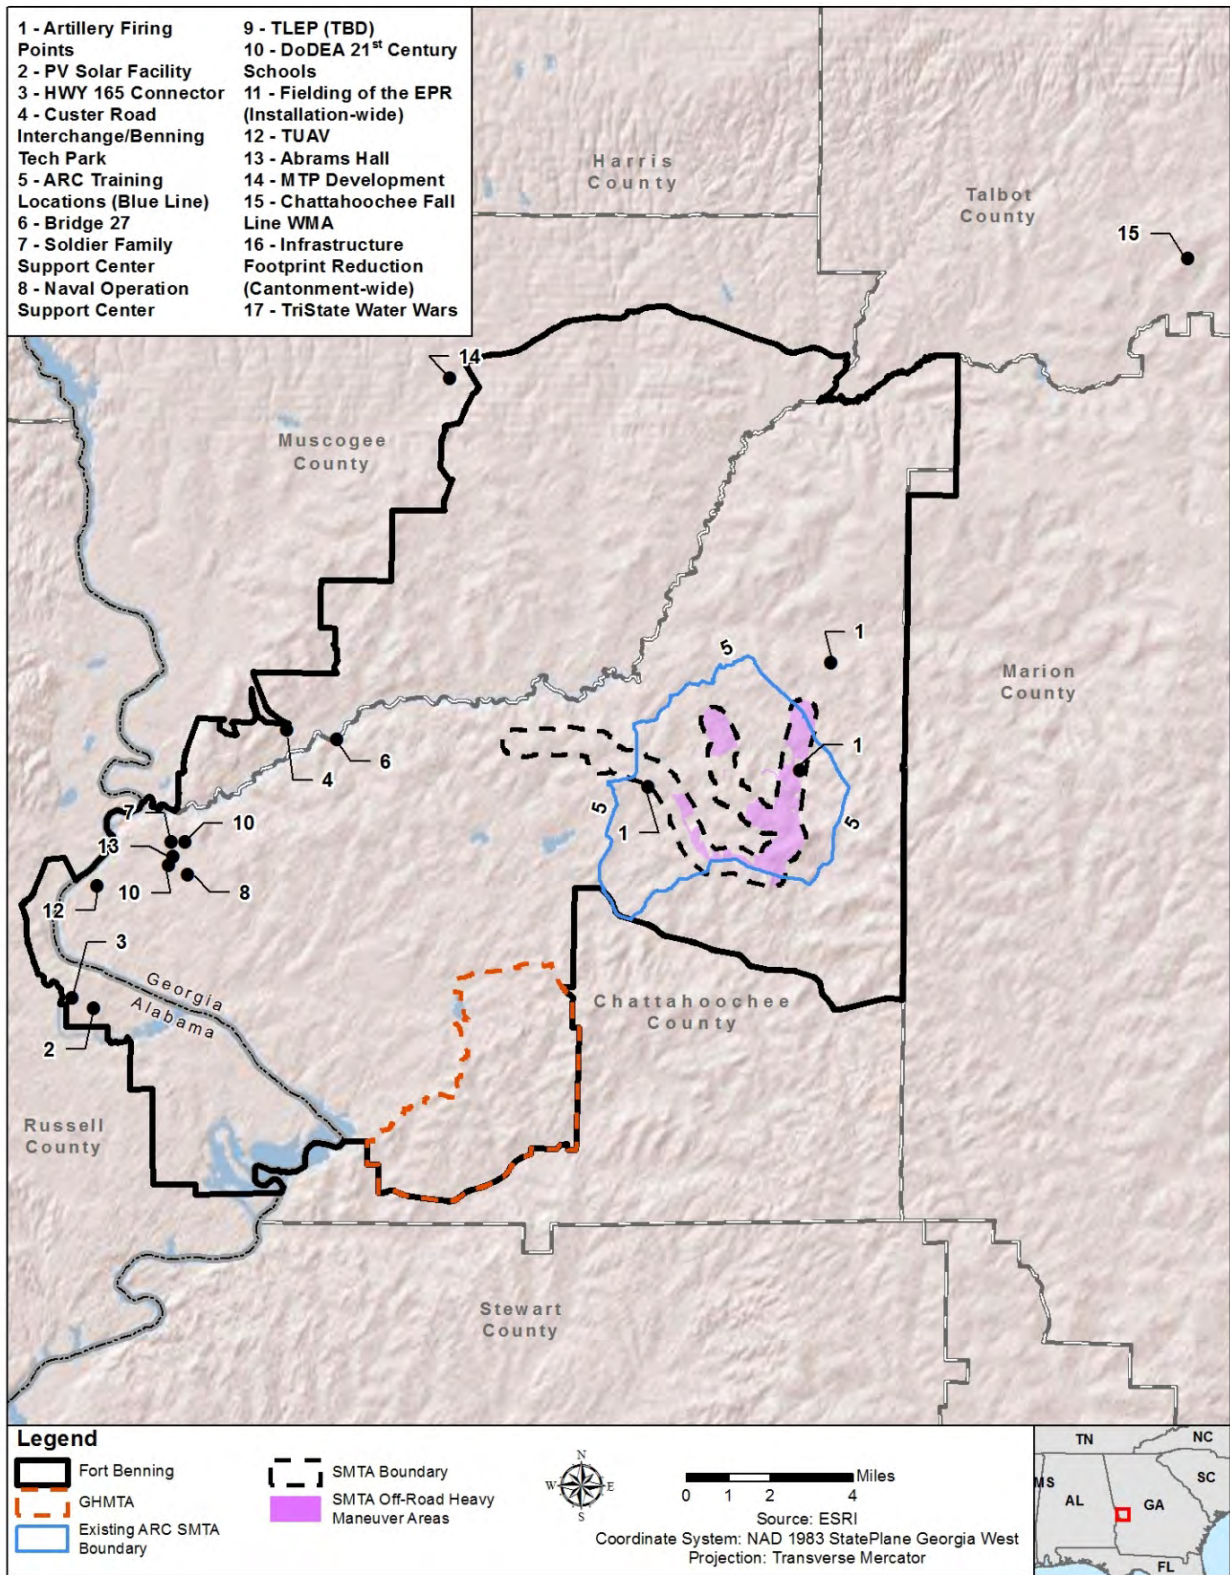 1 - Artillery Firing
Points
2 - PV Solar Facility
3 - HWY 165 Connector
4 - Custer Road
Interchange/Benning
Tech Park
5 - ARC Training
Locations (Blue Line)
6 - Bridge 27
7 - Soldier Family
Support Center
8 - Naval Operation
Support Center
9 - TLEP (TBD)
10 - DoDEA 21st Century
Schools
11 - Fielding of the EPR
(Installation-wide)
12 - TUAV
13 - Abrams Hall
14 - MTP Development
15 - Chattahoochee Fall
Line WMA
16 - Infrastructure
Footprint Reduction
(Cantonment-wide)
17 - TriState Water Wars
Harris
County
Talbot
County
15
14
Muscogee
County
1
5
Marion
County
1
6
4
5
5
1
7
10
13
10
8
12
3
Georgia
Alabama
2
Chattahoochee
County
Russell
County
Stewart
County
Legend
Fort Benning
GHMTA
Existing ARC SMTA
Boundary
SMTA Boundary
SMTA Off-Road Heavy
Maneuver Areas
N
W
E
S
Miles
0 1 2 4
Source: ESRI
Coordinate System: NAD 1983 StatePlane Georgia West
Projection: Transverse Mercator
TN
NC
SC
MS
AL
GA
FL